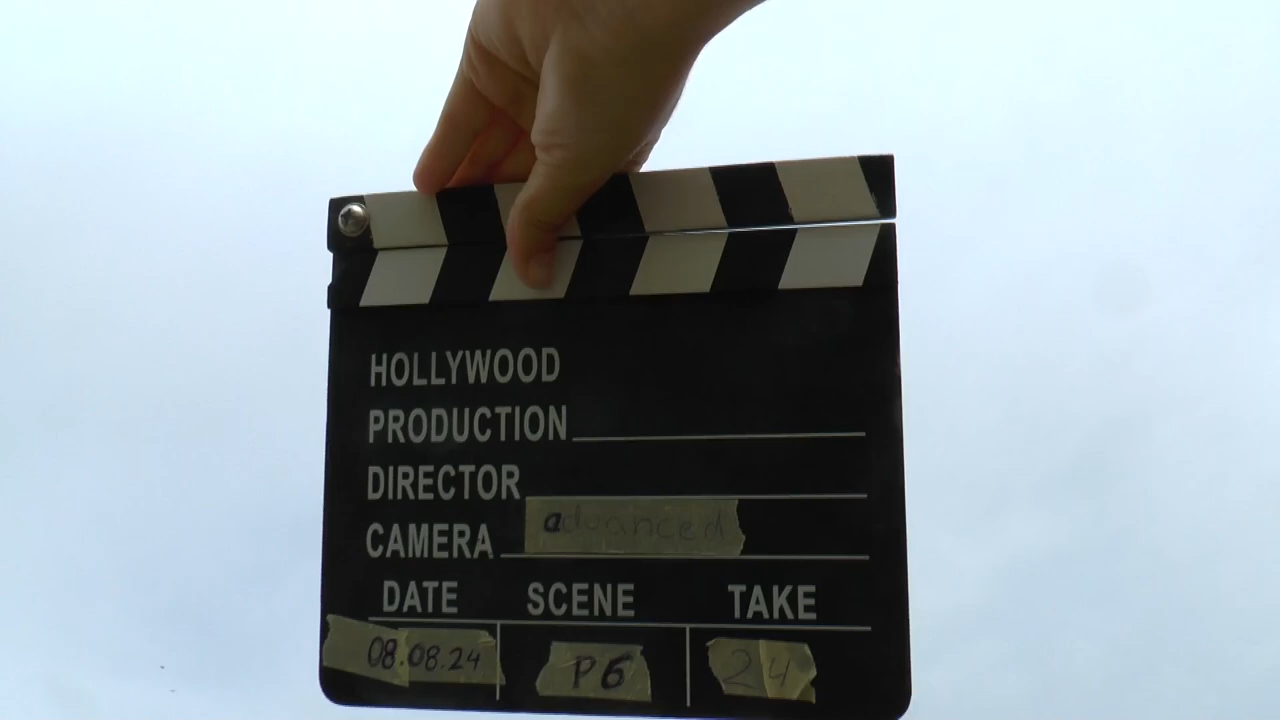 HOLLYWOOD
PRODUCTION
DIRECTOR
CAMERA advanced
DATE SCENE TAKE
08.08.24 P6 24